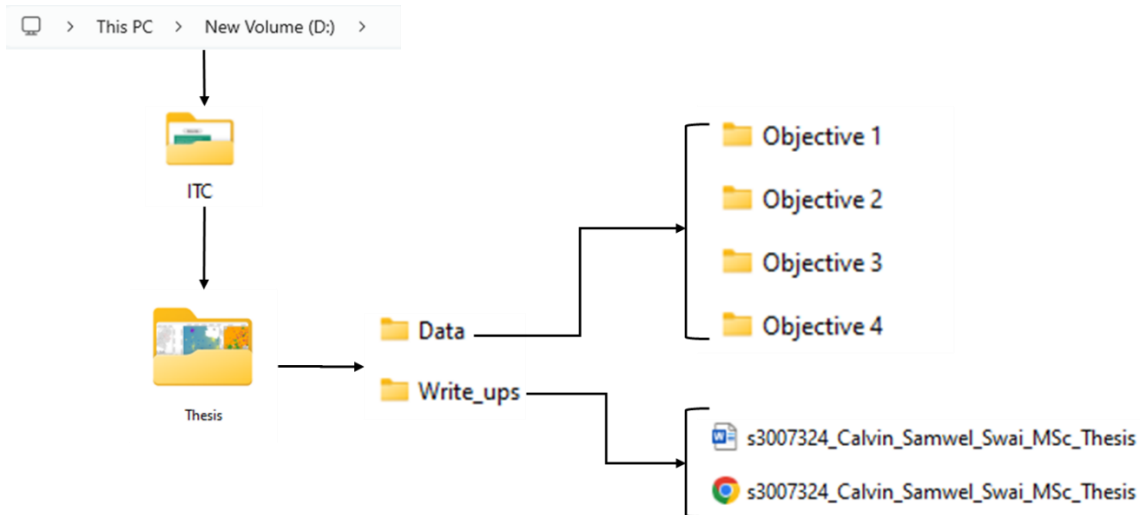 This PC > New Volume (D:) >
ITC
Thesis
Data
Write_ups
Objective 1
Objective 2
Objective 3
Objective 4
s3007324_Calvin_Samwel_Swai_MSc_Thesis
s3007324_Calvin_Samwel_Swai_MSc_Thesis